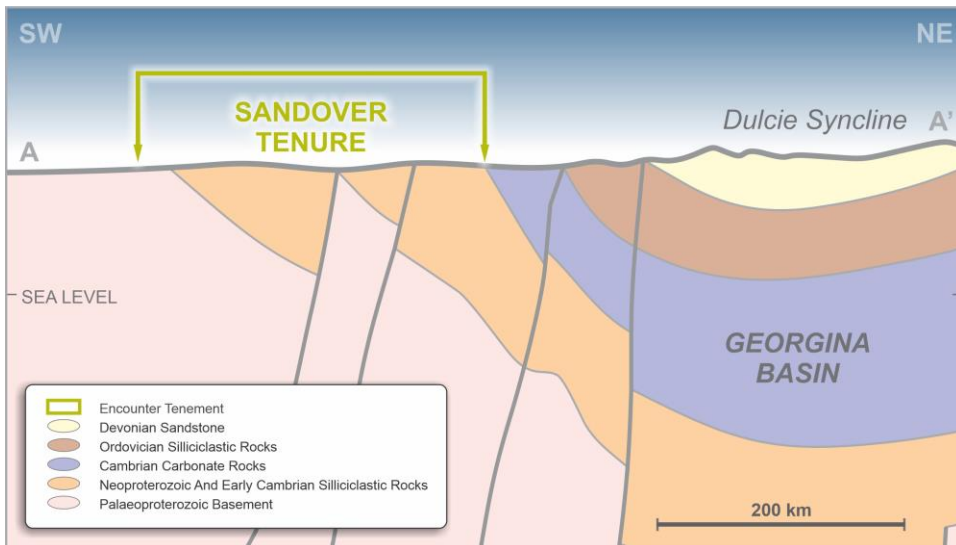 SW
NE
SANDOVER
TENURE
Dulcie Syncline
A'
A
SEA LEVEL
GEORGINA
BASIN
Encounter Tenement
Devonian Sandstone
Ordovician Silliciclastic Rocks
Cambrian Carbonate Rocks
Neoproterozoic And Early Cambrian Silliciclastic Rocks
Palaeoproterozoic Basement
200 km